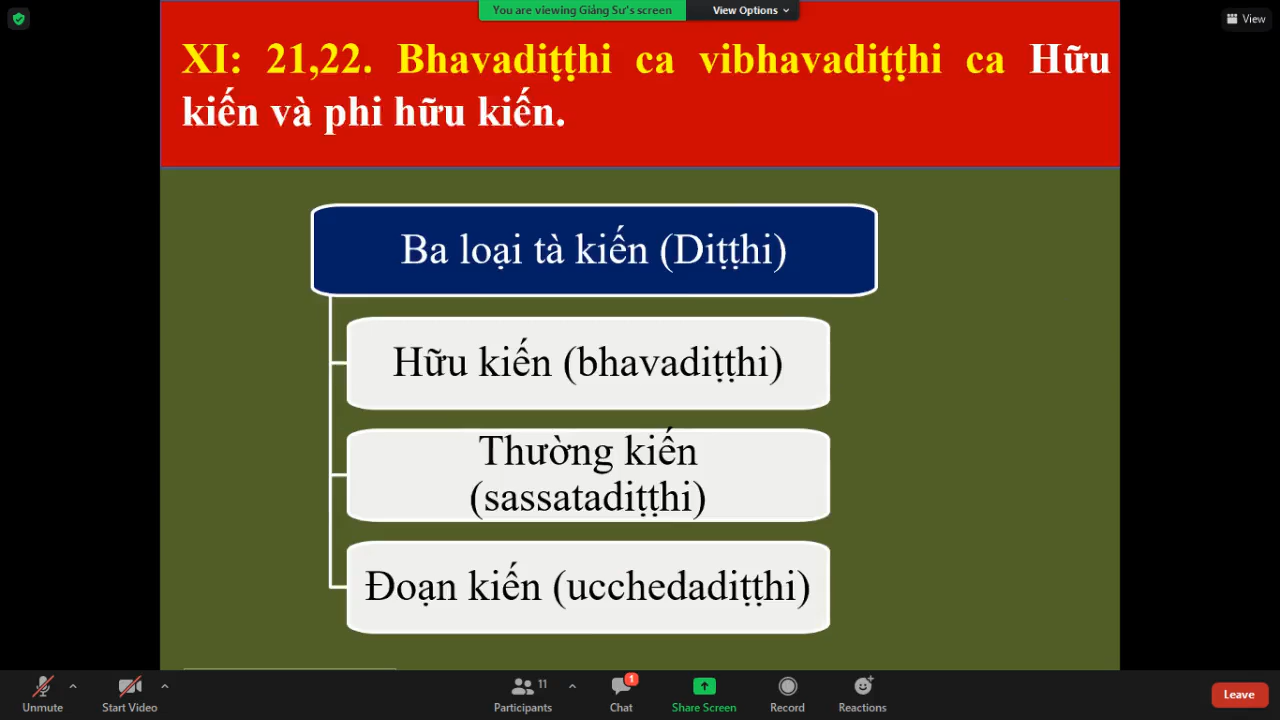 You are viewing Giảng Sư's screen
View Options
View
XI: 21,22. Bhavadiṭṭhi ca vibhavadiṭṭhi ca Hữu
kiến và phi hữu kiến.
Ba loại tà kiến (Diṭṭhi)
Hữu kiến (bhavadiṭṭhi)
Thường kiến
(sassatadiṭṭhi)
Đoạn kiến (ucchedadiṭṭhi)
Unmute
Start Video
11
Participants
1
Chat
Share Screen
Record
Reactions
Leave